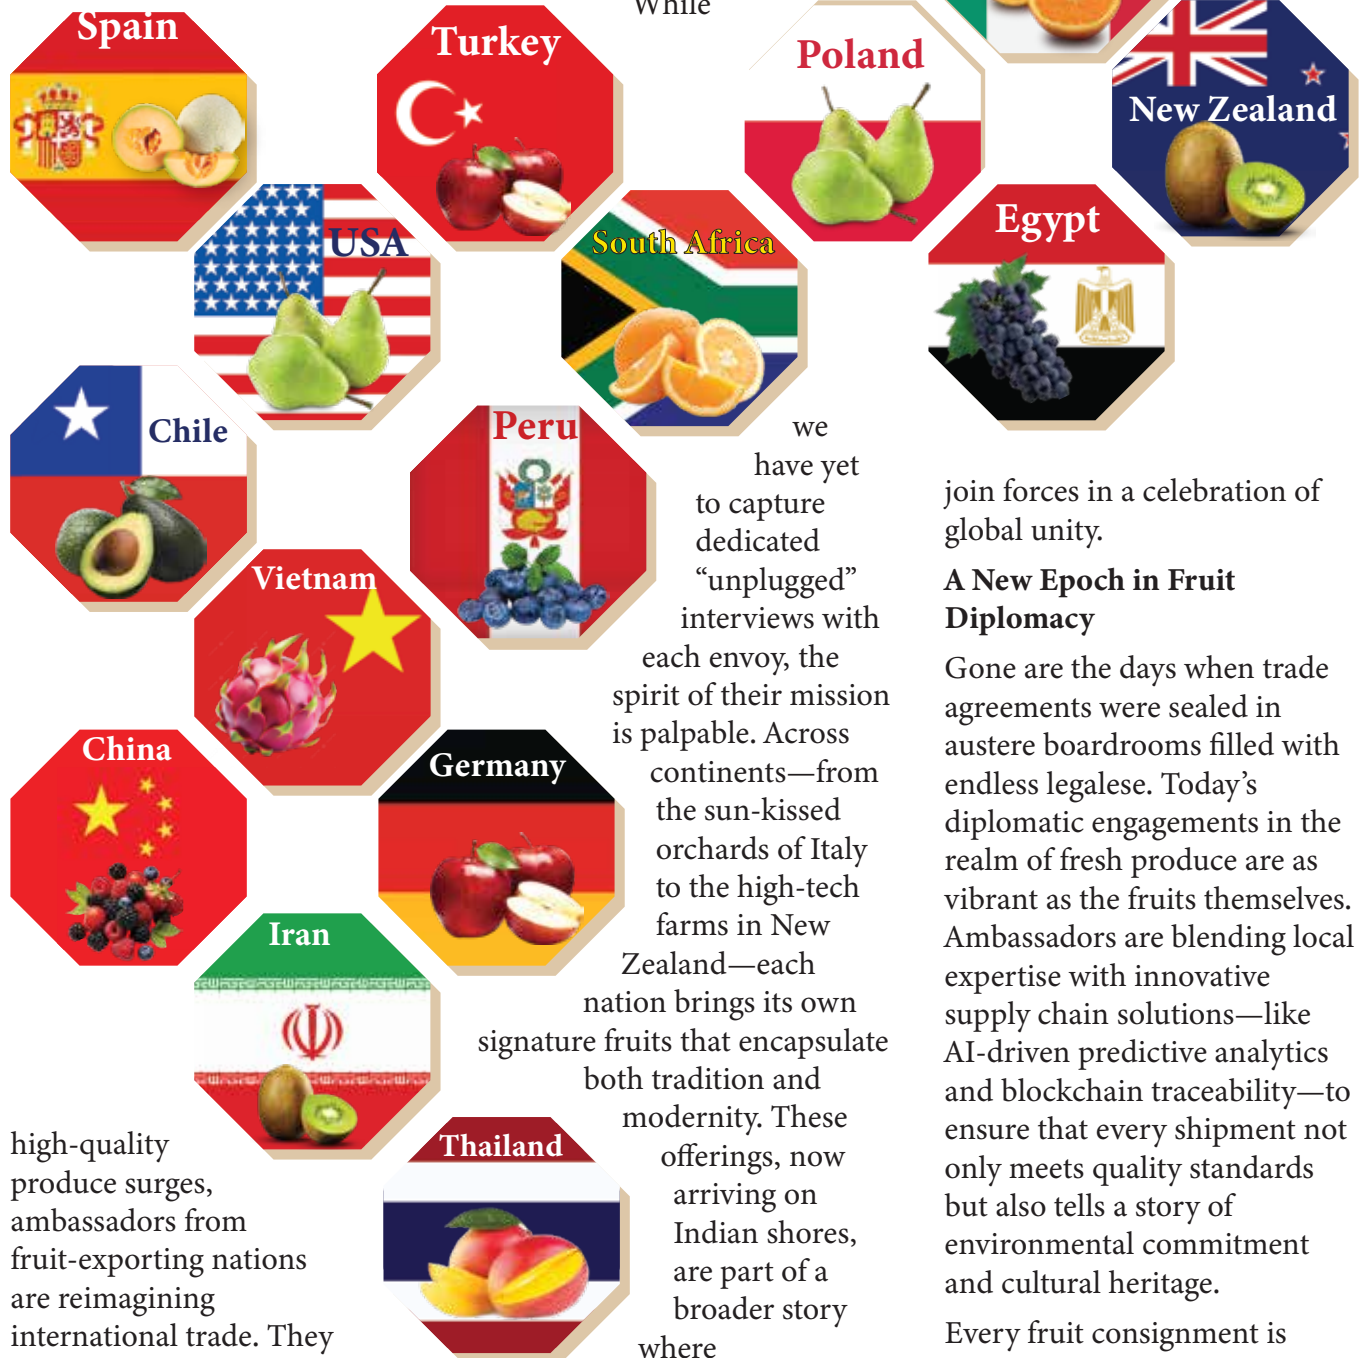 Spain
Turkey
Poland
New Zealand
USA
South Africa
Egypt
Chile
Peru
Vietnam
China
Germany
Iran
Thailand
high-quality
produce surges,
ambassadors from
fruit-exporting nations
are reimagining
international trade. They
While
we
have yet
to capture
dedicated
“unplugged”
interviews with
each envoy, the
spirit of their mission
is palpable. Across
continents—from
the sun-kissed
orchards of Italy
to the high-tech
farms in New
Zealand—each
nation brings its own
signature fruits that encapsulate
both tradition and
modernity. These
offerings, now
arriving on
Indian shores,
are part of a
broader story
where
join forces in a celebration of
global unity.
A New Epoch in Fruit
Diplomacy
Gone are the days when trade
agreements were sealed in
austere boardrooms filled with
endless legalese. Today’s
diplomatic engagements in the
realm of fresh produce are as
vibrant as the fruits themselves.
Ambassadors are blending local
expertise with innovative
supply chain solutions—like
AI-driven predictive analytics
and blockchain traceability—to
ensure that every shipment not
only meets quality standards
but also tells a story of
environmental commitment
and cultural heritage.
Every fruit consignment is